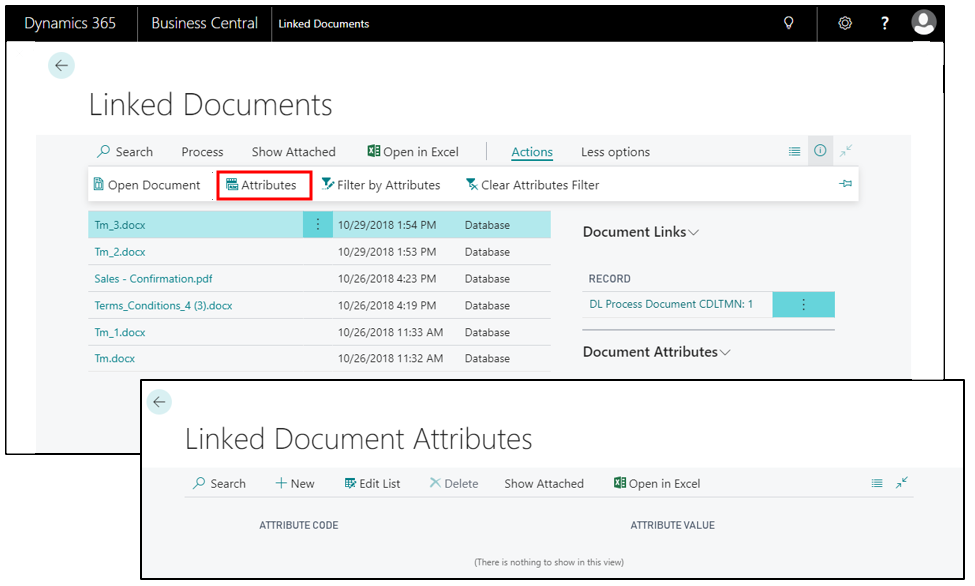 Dynamics 365 Business Central Linked Documents ?
Linked Documents
Search Process Show Attached Open in Excel Actions Less options
Open Document Attributes Filter by Attributes Clear Attributes Filter
Tm_3.docx 10/29/2018 1:54 PM Database
Tm_2.docx 10/29/2018 1:53 PM Database
Sales - Confirmation.pdf 10/26/2018 4:23 PM Database
Terms_Conditions_4 (3).docx 10/26/2018 4:19 PM Database
Tm_1.docx 10/26/2018 11:33 AM Database
Tm.docx 10/26/2018 11:32 AM Database
Document Links
RECORD
DL Process Document CDLTMN: 1
Document Attributes
Linked Document Attributes
Search New Edit List Delete Show Attached Open in Excel
ATTRIBUTE CODE ATTRIBUTE VALUE
(There is nothing to show in this view)